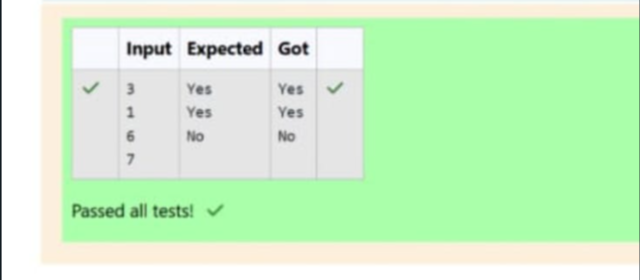 Input Expected Got
3 Yes Yes
1 Yes Yes
6 No No
7
Passed all tests!